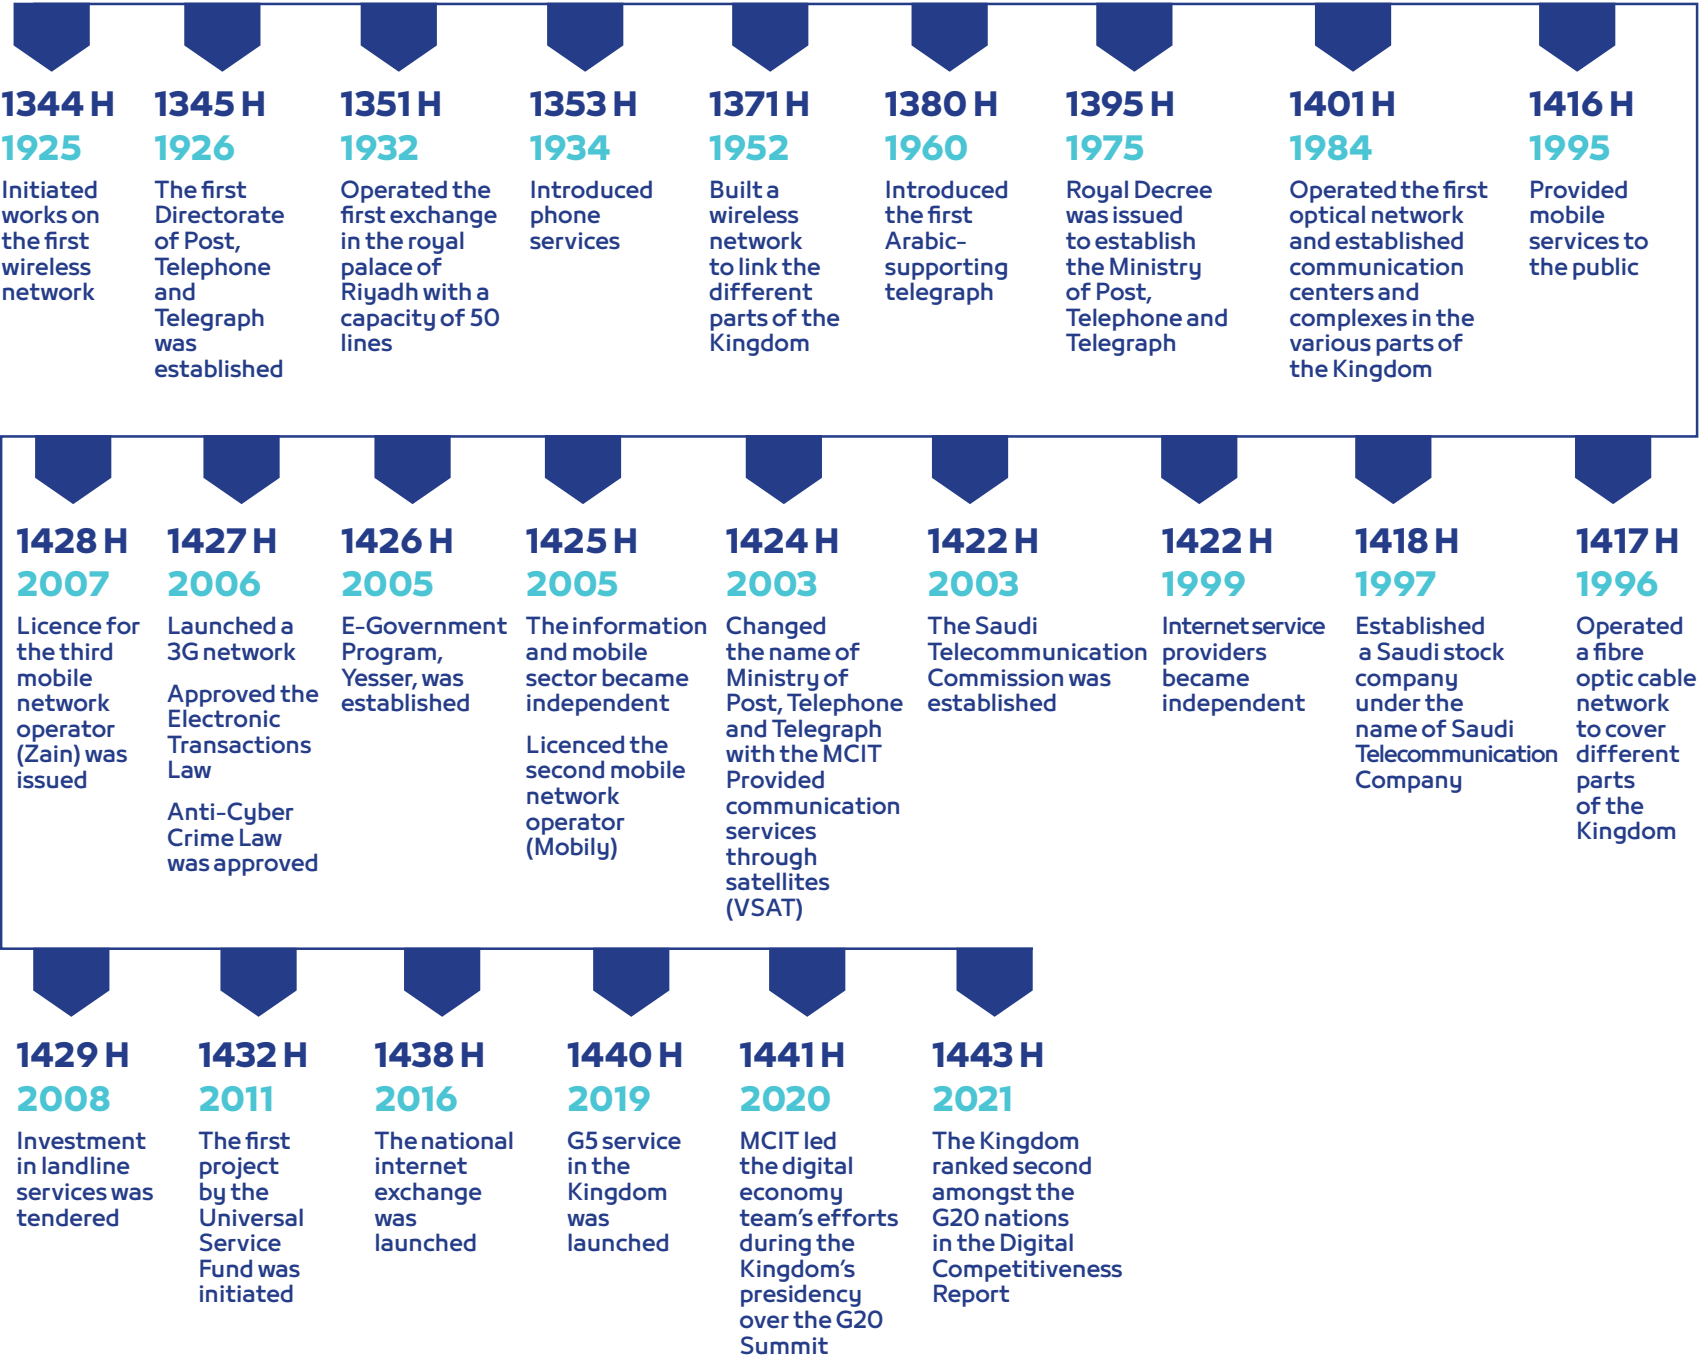 1344 H
1925
Initiated
works on
the first
wireless
network
1345 H
1926
The first
Directorate
of Post,
Telephone
and
Telegraph
was
established
1351 H
1932
Operated the
first exchange
in the royal
palace of
Riyadh with a
capacity of 50
lines
1353 H
1934
Introduced
phone
services
1371 H
1952
Built a
wireless
network
to link the
different
parts of the
Kingdom
1380 H
1960
Introduced
the first
Arabic-
supporting
telegraph
1395 H
1975
Royal Decree
was issued
to establish
the Ministry
of Post,
Telephone and
Telegraph
1401 H
1984
Operated the first
optical network
and established
communication
centers and
complexes in the
various parts of
the Kingdom
1416 H
1995
Provided
mobile
services to
the public
1428 H
2007
Licence for
the third
mobile
network
operator
(Zain) was
issued
1427 H
2006
Launched a
3G network
Approved the
Electronic
Transactions
Law
Anti-Cyber
Crime Law
was approved
1426 H
2005
E-Government
Program,
Yesser, was
established
1425 H
2005
The information
and mobile
sector became
independent
Licenced the
second mobile
network
operator
(Mobily)
1424 H
2003
Changed
the name of
Ministry of
Post, Telephone
and Telegraph
with the MCIT
Provided
communication
services
through
satellites
(VSAT)
1422 H
2003
The Saudi
Telecommunication
Commission was
established
1422 H
1999
Internet service
providers
became
independent
1418 H
1997
Established
a Saudi stock
company
under the
name of Saudi
Telecommunication
Company
1417 H
1996
Operated
a fibre
optic cable
network
to cover
different
parts
of the
Kingdom
1429 H
2008
Investment
in landline
services was
tendered
1432 H
2011
The first
project
by the
Universal
Service
Fund was
initiated
1438 H
2016
The national
internet
exchange
was
launched
1440 H
2019
G5 service
in the
Kingdom
was
launched
1441 H
2020
MCIT led
the digital
economy
team's efforts
during the
Kingdom's
presidency
over the G20
Summit
1443 H
2021
The Kingdom
ranked second
amongst the
G20 nations
in the Digital
Competitiveness
Report